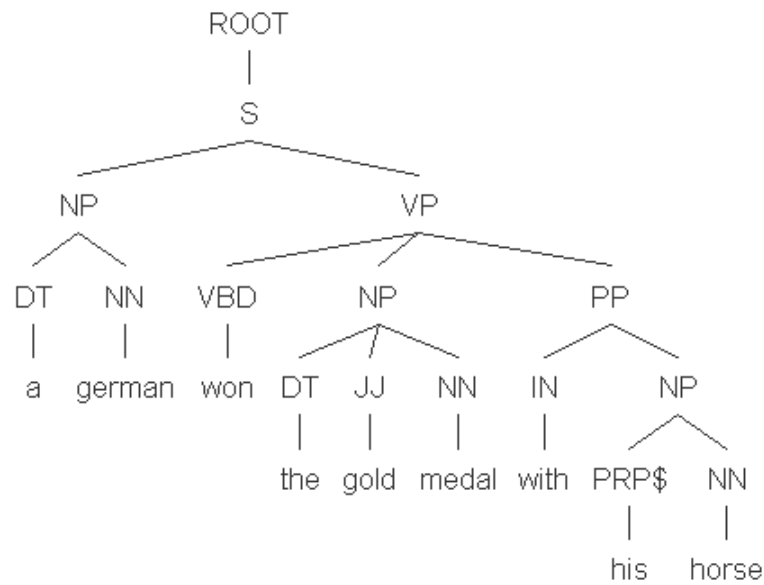 ROOT
S
NP VP
DT NN VBD NP PP
a german won DT JJ NN IN NP
the gold medal with PRP$ NN
his horse